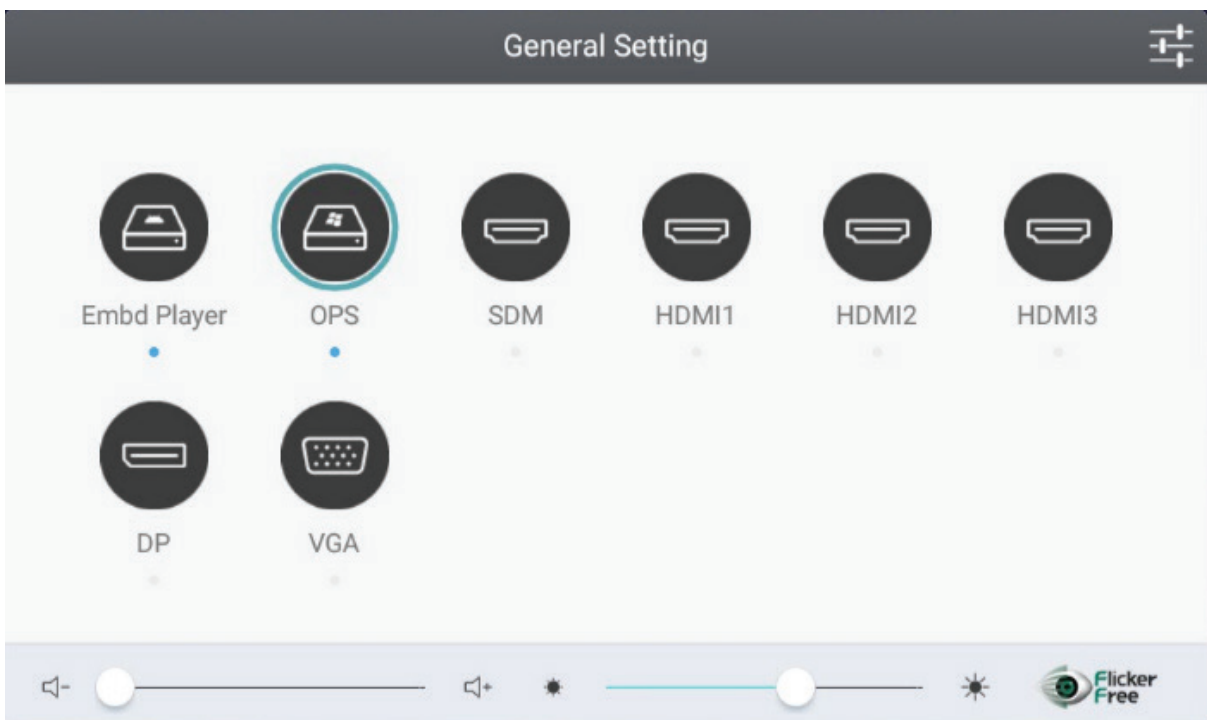 General Setting
Embd Player OPS SDM HDMI1 HDMI2 HDMI3
DP VGA
Flicker
Free